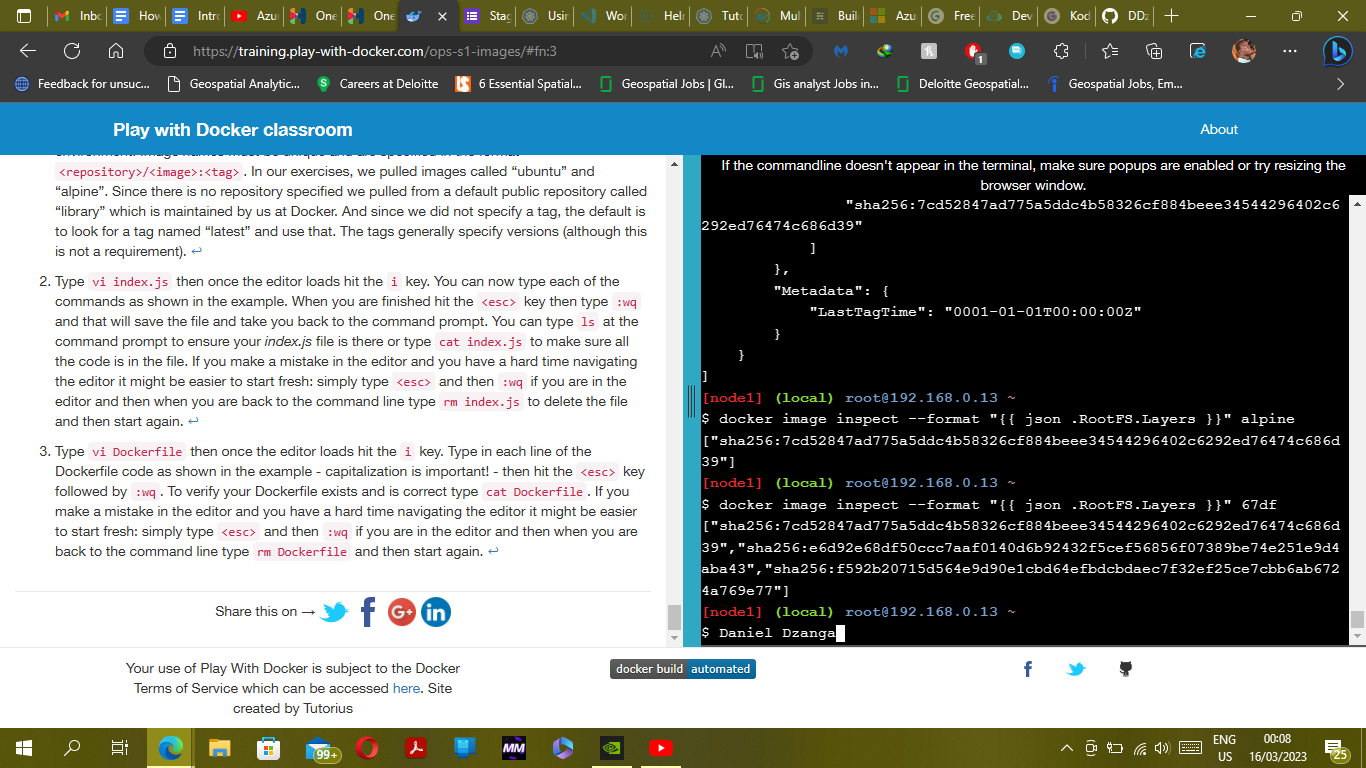 Inbo
How
Intro
Azu
One
One
Stag
Usin
Wor
Helm
Tuto
Mul
Buil
Azu
Free
Dev
Kod
DDz
https://training.play-with-docker.com/ops-s1-images/#fn:3
1
Feedback for unsuc...
Geospatial Analytic...
Careers at Deloitte
6 Essential Spatial...
Geospatial Jobs | Gl...
Gis analyst Jobs in...
Deloitte Geospatial...
Geospatial Jobs, Em...
Play with Docker classroom
About
<repository>/<image>:<tag> . In our exercises, we pulled images called “ubuntu” and
“alpine”. Since there is no repository specified we pulled from a default public repository called
“library” which is maintained by us at Docker. And since we did not specify a tag, the default is
to look for a tag named “latest” and use that. The tags generally specify versions (although this
is not a requirement). ↩
2. Type vi index.js then once the editor loads hit the i key. You can now type each of the
commands as shown in the example. When you are finished hit the <esc> key then type :wq
and that will save the file and take you back to the command prompt. You can type ls at the
command prompt to ensure your index.js file is there or type cat index.js to make sure all
the code is in the file. If you make a mistake in the editor and you have a hard time navigating
the editor it might be easier to start fresh: simply type <esc> and then :wq if you are in the
editor and then when you are back to the command line type rm index.js to delete the file
and then start again. ↩
3. Type vi Dockerfile then once the editor loads hit the i key. Type in each line of the
Dockerfile code as shown in the example - capitalization is important! - then hit the <esc> key
followed by :wq . To verify your Dockerfile exists and is correct type cat Dockerfile . If you
make a mistake in the editor and you have a hard time navigating the editor it might be easier
to start fresh: simply type <esc> and then :wq if you are in the editor and then when you are
back to the command line type rm Dockerfile and then start again. ↩
Share this on →
If the commandline doesn't appear in the terminal, make sure popups are enabled or try resizing the
browser window.
"sha256:7cd52847ad775a5ddc4b58326cf884beee34544296402c6
292ed76474c686d39"
]
},
"Metadata": {
"LastTagTime": "0001-01-01T00:00:00Z"
}
}
]
[node1] (local) root@192.168.0.13 ~
$ docker image inspect --format "{{ json .RootFS.Layers }}" alpine
["sha256:7cd52847ad775a5ddc4b58326cf884beee34544296402c6292ed76474c686d
39"]
[node1] (local) root@192.168.0.13 ~
$ docker image inspect --format "{{ json .RootFS.Layers }}" 67df
["sha256:7cd52847ad775a5ddc4b58326cf884beee34544296402c6292ed76474c686d
39","sha256:e6d92e68df50ccc7aaf0140d6b92432f5cef56856f07389be74e251e9d4
aba43","sha256:f592b20715d564e9d90e1cbd64efbdcbdaec7f32ef25ce7cbb6ab672
4a769e77"]
[node1] (local) root@192.168.0.13 ~
$ Daniel Dzanga
Your use of Play With Docker is subject to the Docker
Terms of Service which can be accessed here. Site
created by Tutorius
docker build automated
99+
MM
ENG
US
00:08
16/03/2023
25